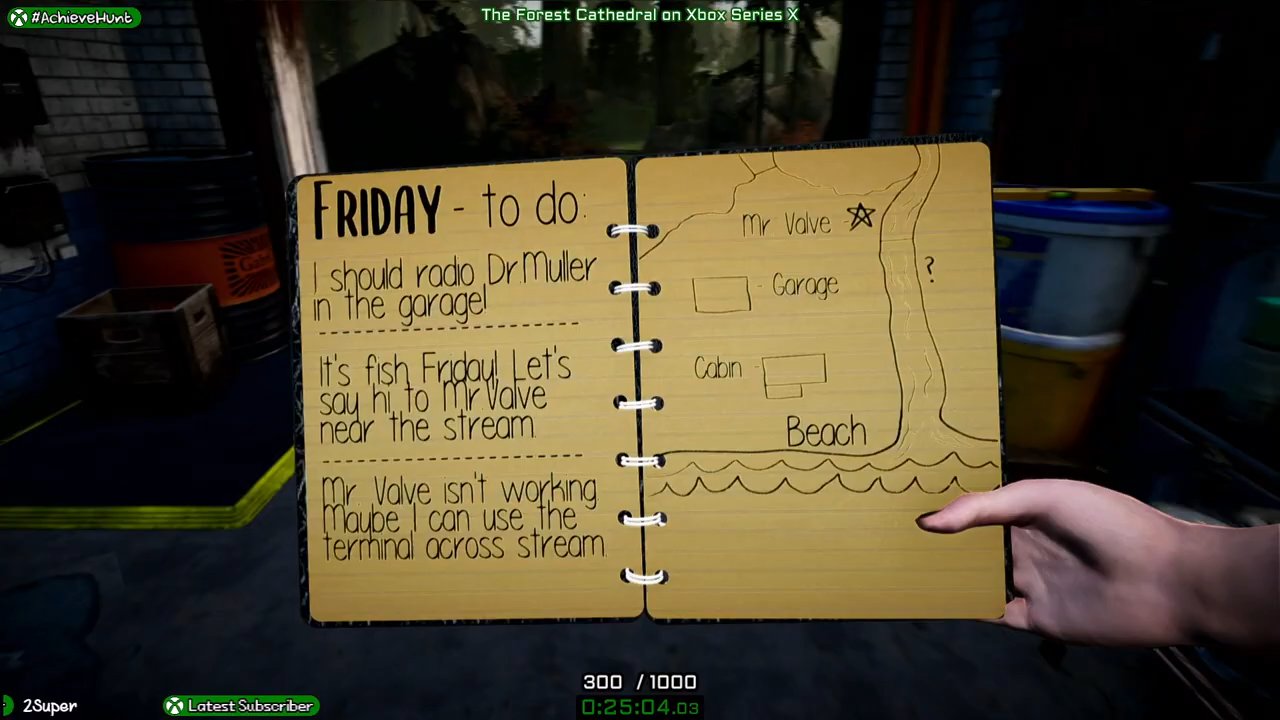 #AchieveHunt
The Forest Cathedral on Xbox Series X
FRIDAY - to do:
I should radio Dr.Muller
in the garage!
It's fish Friday! Let's
say hi to Mr.Valve
near the stream.
Mr. Valve isn't working.
Maybe I can use the
terminal across stream.
Mr Valve -
?
- Garage
Cabin -
Beach
300 / 1000
0:25:04.03
2Super
Latest Subscriber